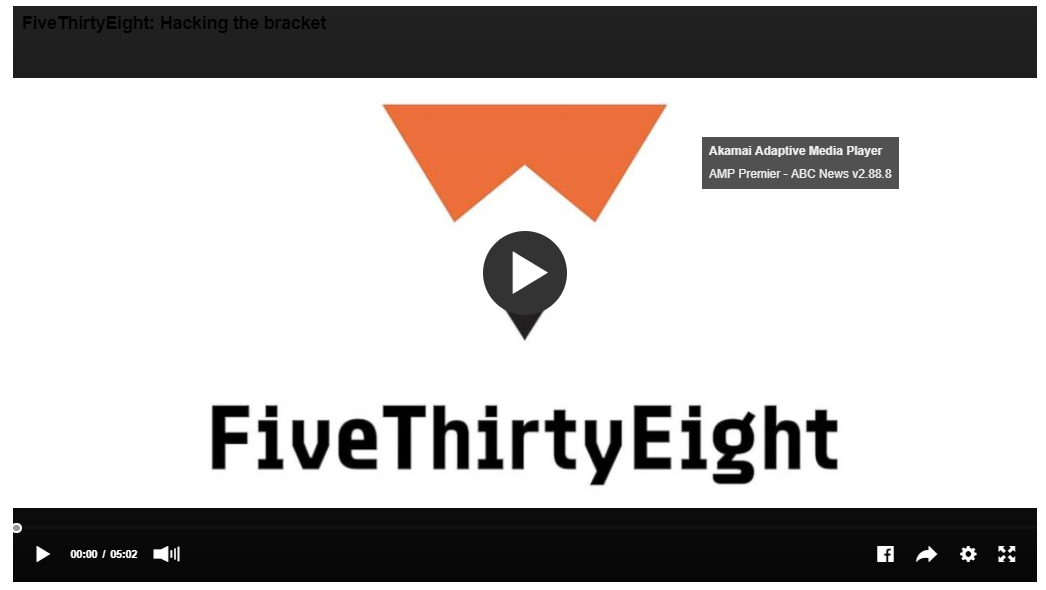 FiveThirtyEight: Hacking the bracket
Akamai Adaptive Media Player
AMP Premier - ABC News v2.88.8
FiveThirtyEight
00:00 / 05:02